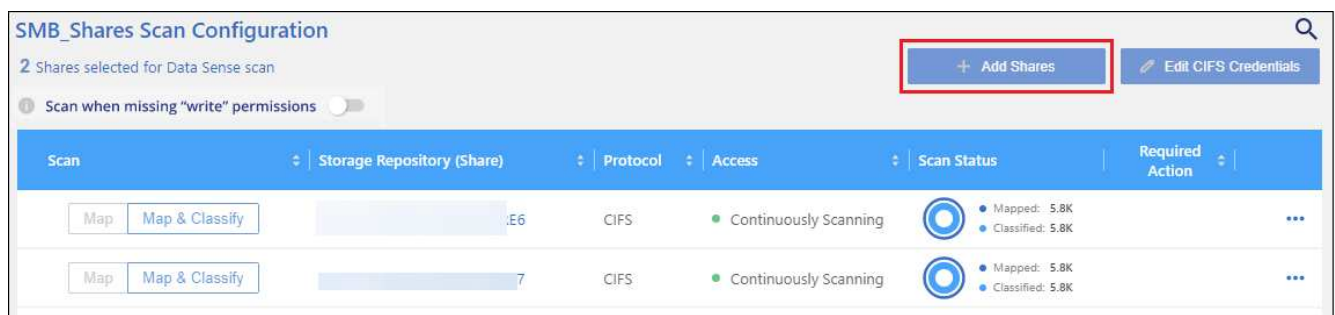 SMB_Shares Scan Configuration
2 Shares selected for Data Sense scan
+ Add Shares
Edit CIFS Credentials
Scan when missing "write" permissions
Scan
Storage Repository (Share)
Protocol
Access
Scan Status
Required
Action
Map
Map & Classify
:E6
CIFS
Continuously Scanning
Mapped: 5.8K
Classified: 5.8K
Map
Map & Classify
7
CIFS
Continuously Scanning
Mapped: 5.8K
Classified: 5.8K